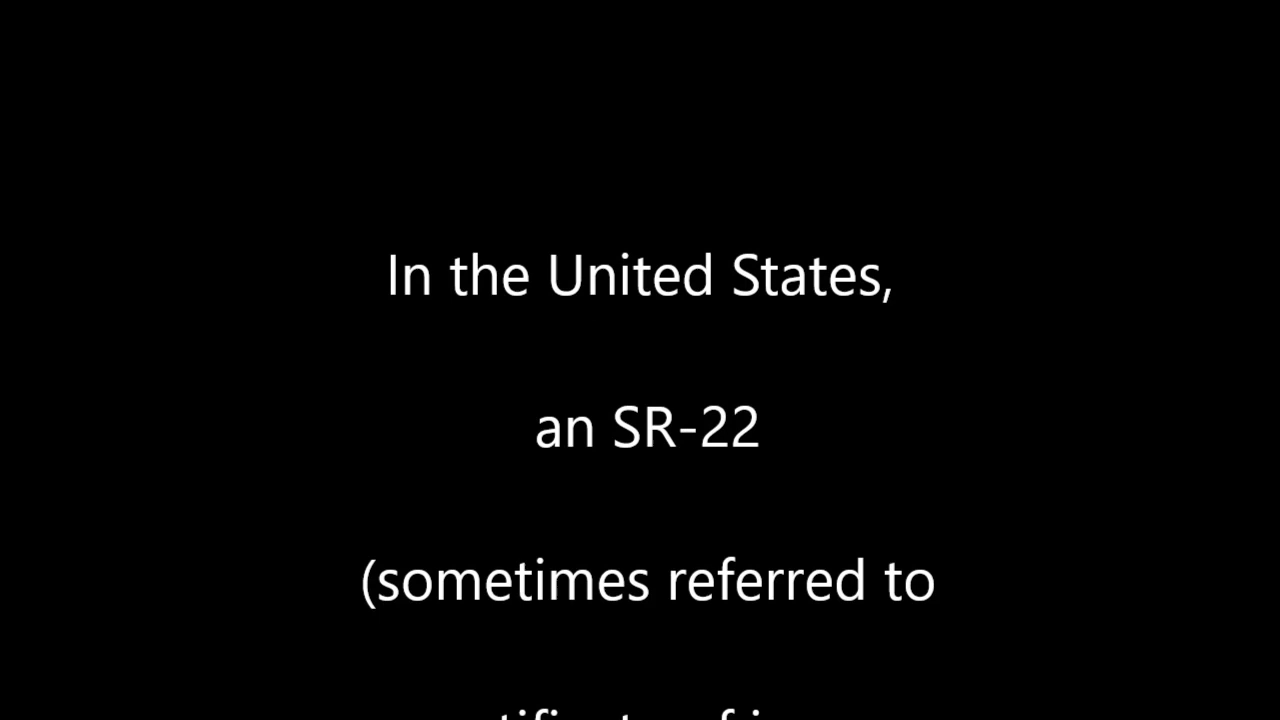 In the United States,
an SR-22
(sometimes referred to